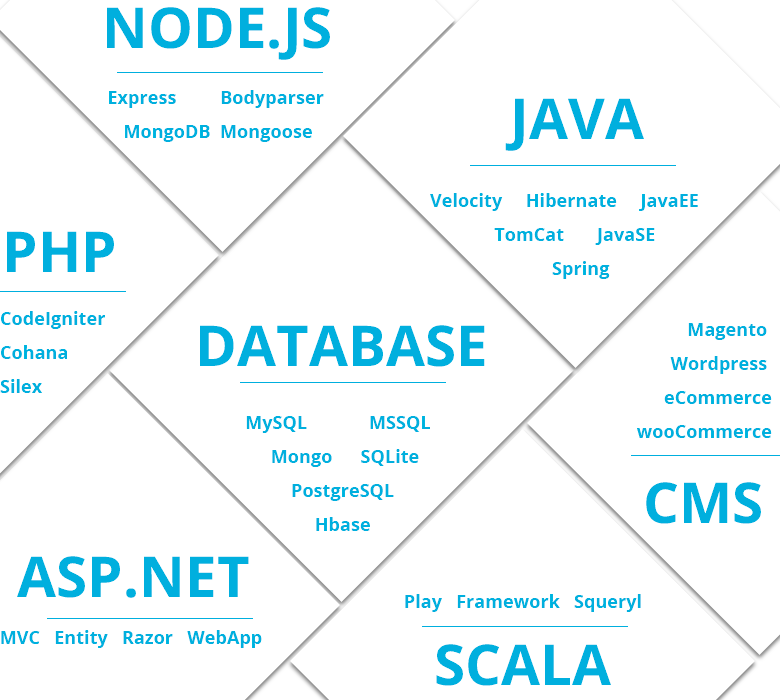 NODE.JS
Express Bodyparser
MongoDB Mongoose
JAVA
Velocity Hibernate JavaEE
TomCat JavaSE
Spring
PHP
CodeIgniter
Cohana
Silex
DATABASE
MySQL MSSQL
Mongo SQLite
PostgreSQL
Hbase
Magento
Wordpress
eCommerce
wooCommerce
CMS
ASP.NET
MVC Entity Razor WebApp
Play Framework Squeryl
SCALA